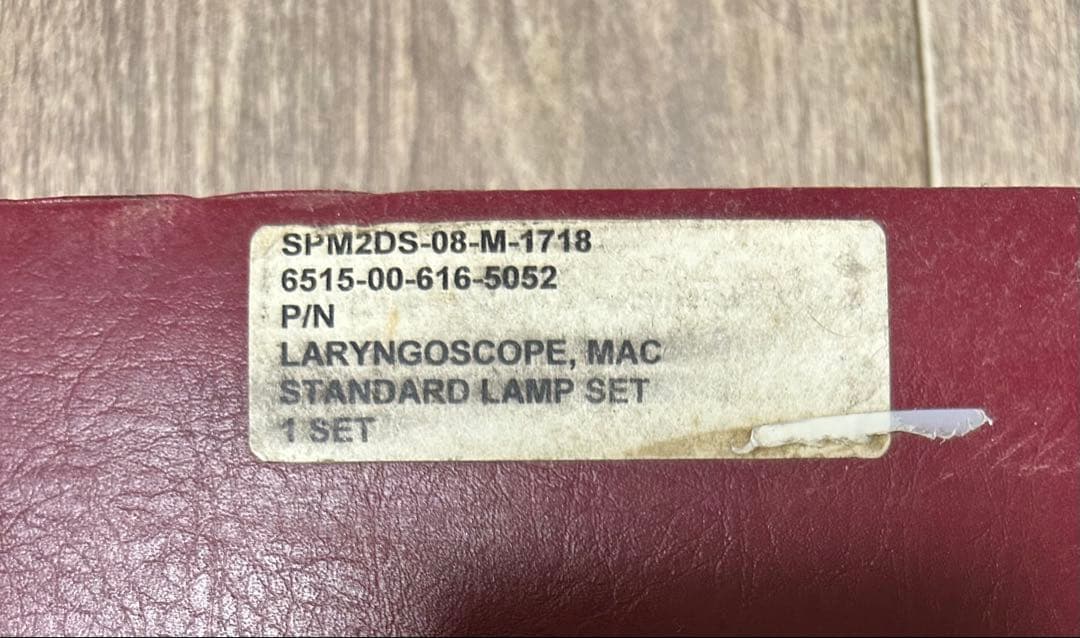 SPM2DS-08-M-1718
6515-00-616-5052
P/N
LARYNGOSCOPE, MAC
STANDARD LAMP SET
1 SET